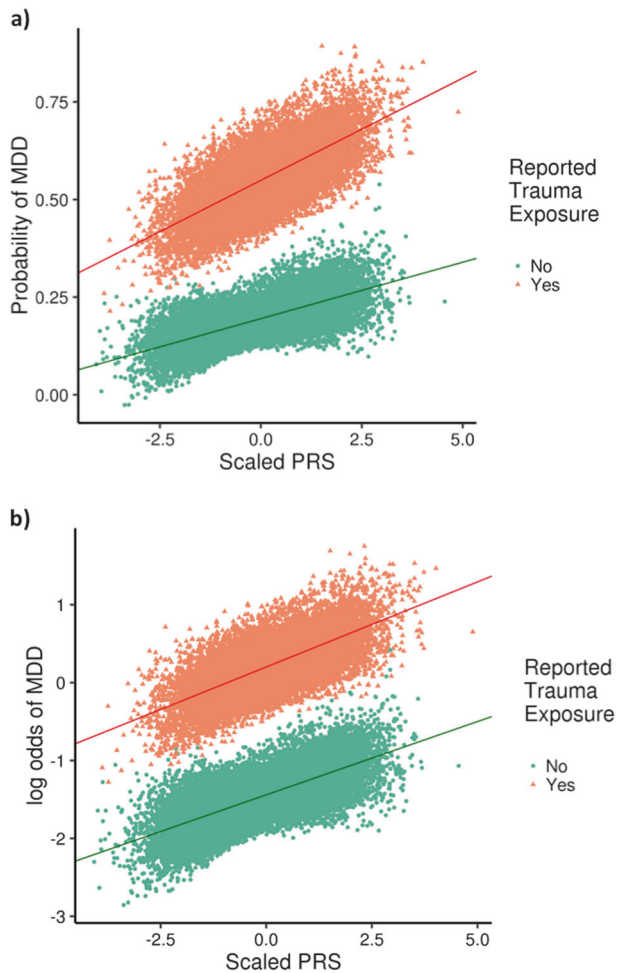 a)
Probability of MDD
0.75
0.50
0.25
0.00
-2.5
0.0
2.5
5.0
Scaled PRS
Reported
Trauma
Exposure
No
Yes
b)
log odds of MDD
1
0
-1
-2
-3
-2.5
0.0
2.5
5.0
Scaled PRS
Reported
Trauma
Exposure
No
Yes